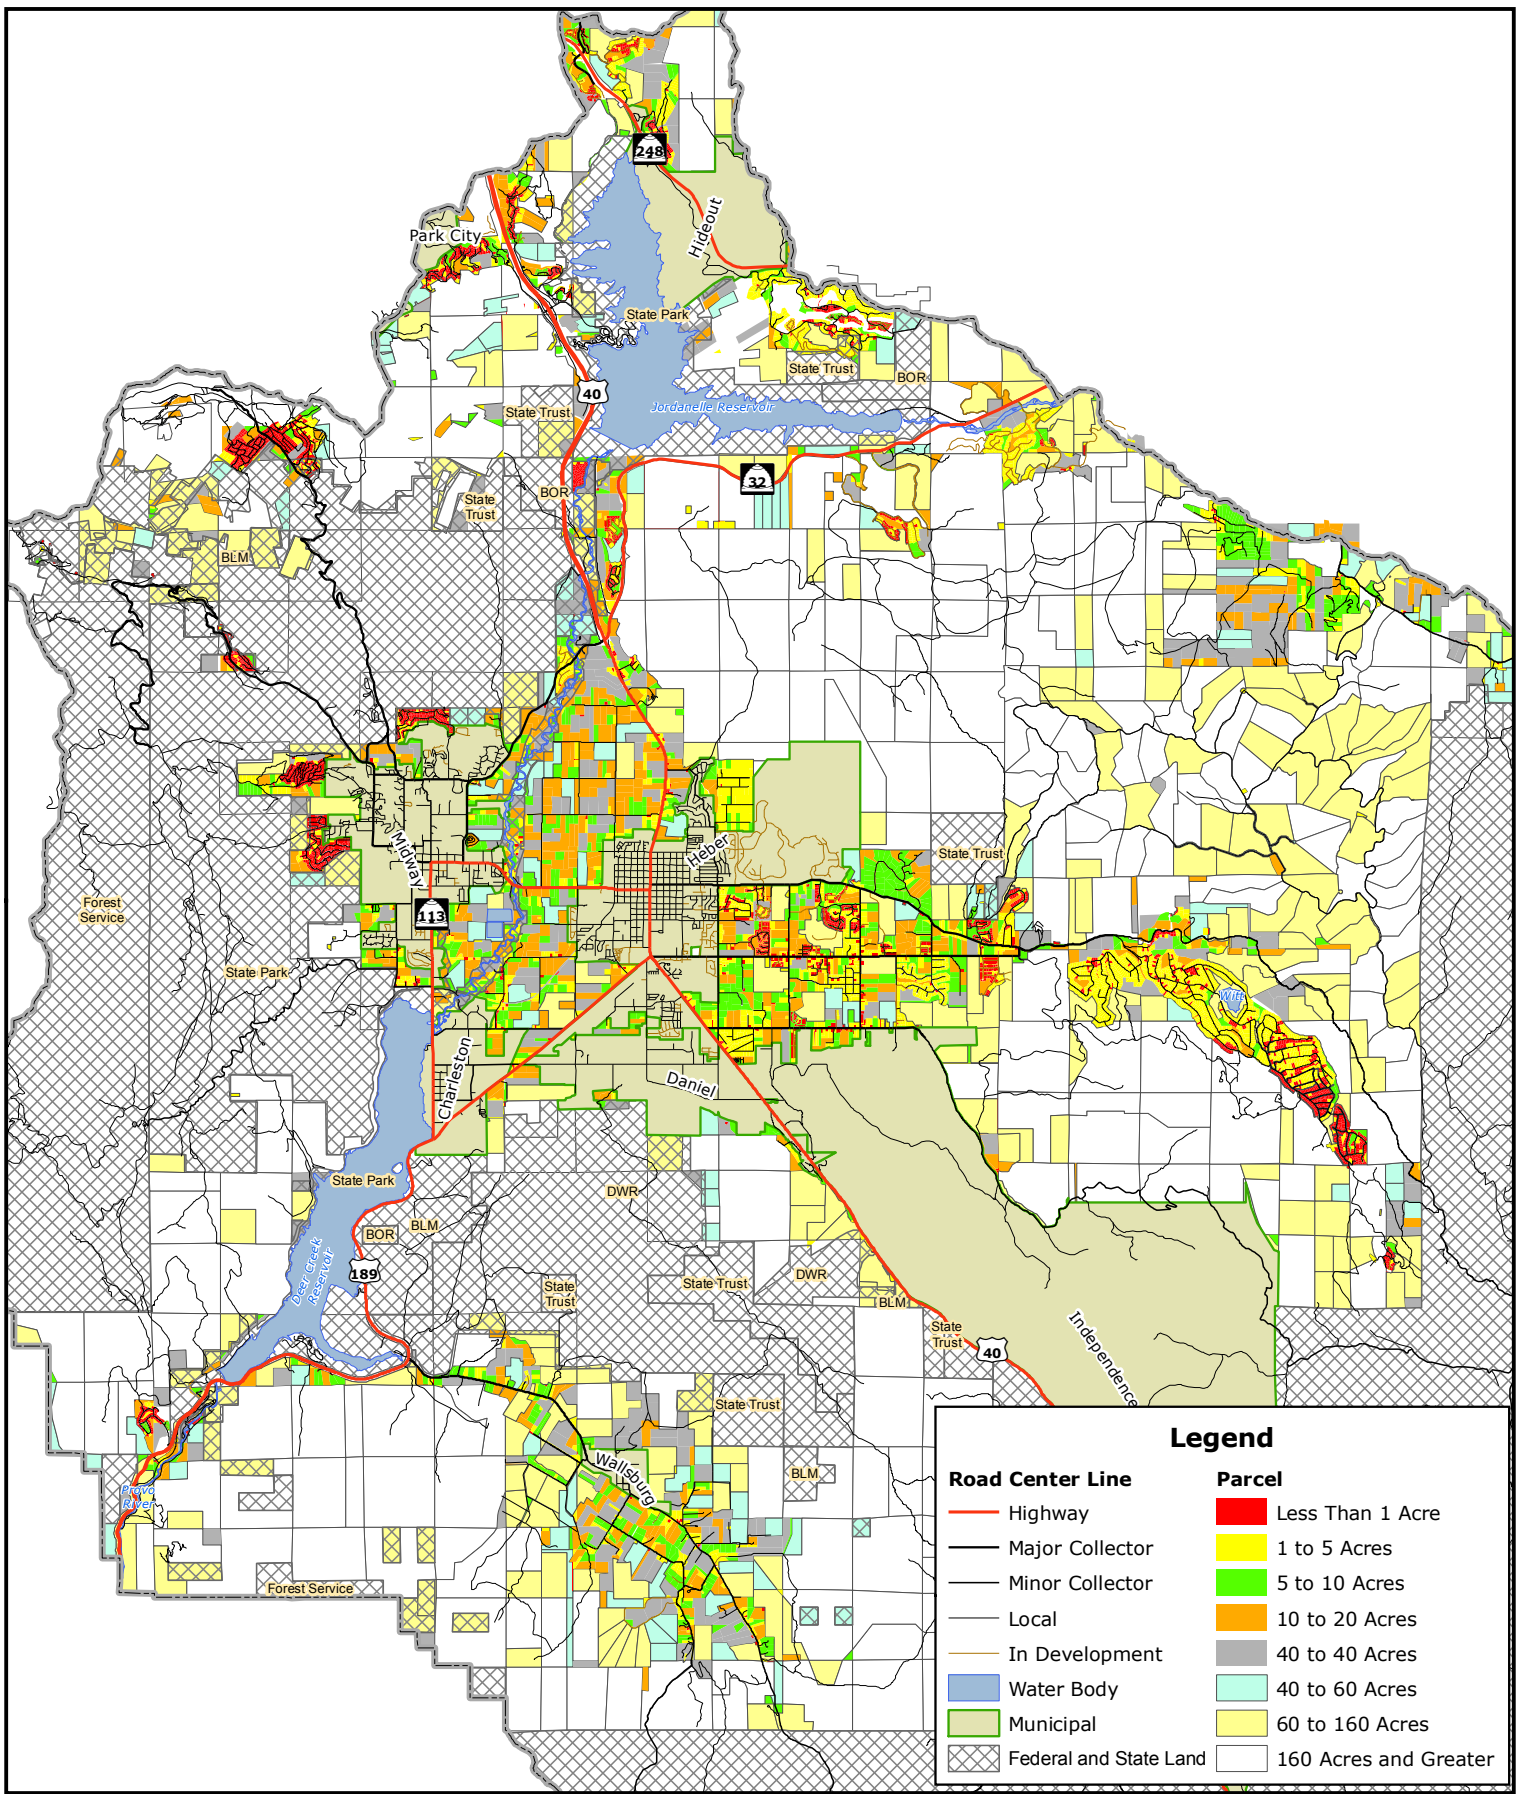 248
Park City
Hideout
State Park
State Trust
BOR
40
State Trust
Jordanelle Reservoir
32
State
Trust
BOR
BLM
Midway
Heber
State Trust
Forest
Service
113
State Park
Witt
Charleston
Daniel
State Park
DWR
BLM
BOR
189
Deer Creek
Reservoir
State
Trust
State Trust
DWR
BLM
State
Trust
40
Independence
State Trust
BLM
Wallsburg
Provo
River
Forest Service
Legend
Road Center Line
Highway
Major Collector
Minor Collector
Local
In Development
Water Body
Municipal
Federal and State Land
Parcel
Less Than 1 Acre
1 to 5 Acres
5 to 10 Acres
10 to 20 Acres
40 to 40 Acres
40 to 60 Acres
60 to 160 Acres
160 Acres and Greater